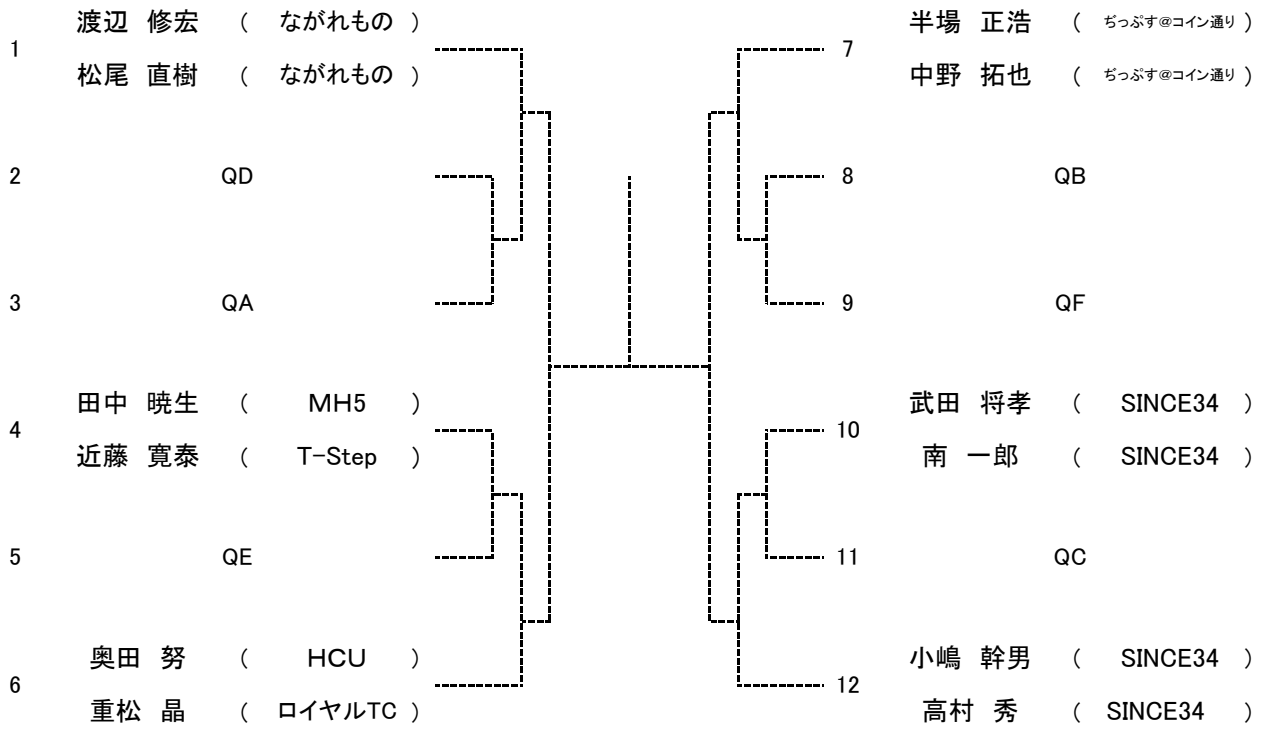 渡辺 修宏 ( ながれもの )
1
松尾 直樹 ( ながれもの )
2 QD
3 QA
田中 暁生 ( MH5 )
4
近藤 寛泰 ( T-Step )
5 QE
奥田 努 ( HCU )
6
重松 晶 ( ロイヤルTC )
半場 正浩 ( ぢっぷす@コイン通り )
7
中野 拓也 ( ぢっぷす@コイン通り )
8 QB
9 QF
武田 将孝 ( SINCE34 )
10
南 一郎 ( SINCE34 )
11 QC
小嶋 幹男 ( SINCE34 )
12
高村 秀 ( SINCE34 )